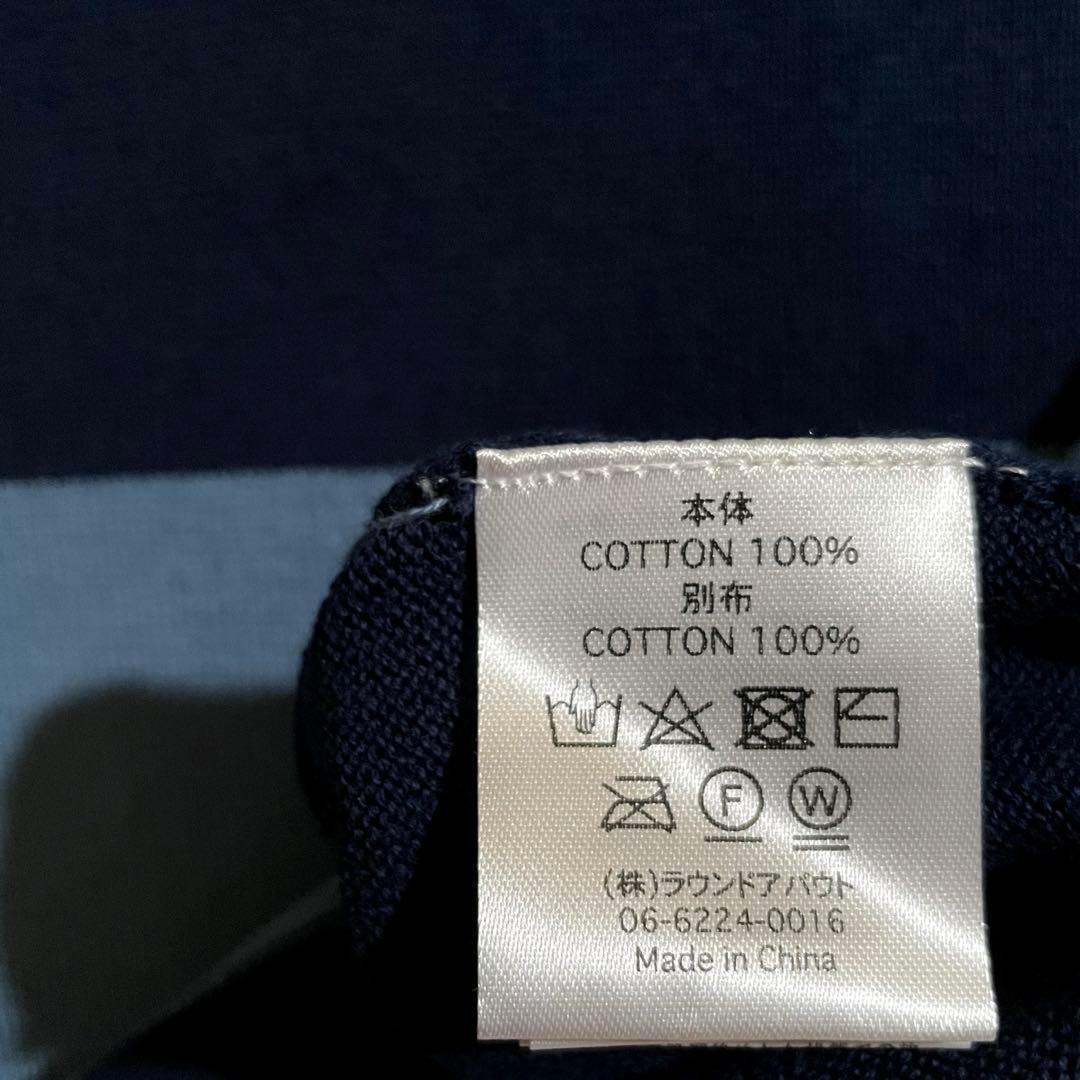 本体
COTTON 100%
別布
COTTON 100%
F W
(株)ラウンドアバウト
06-6224-0016
Made in China